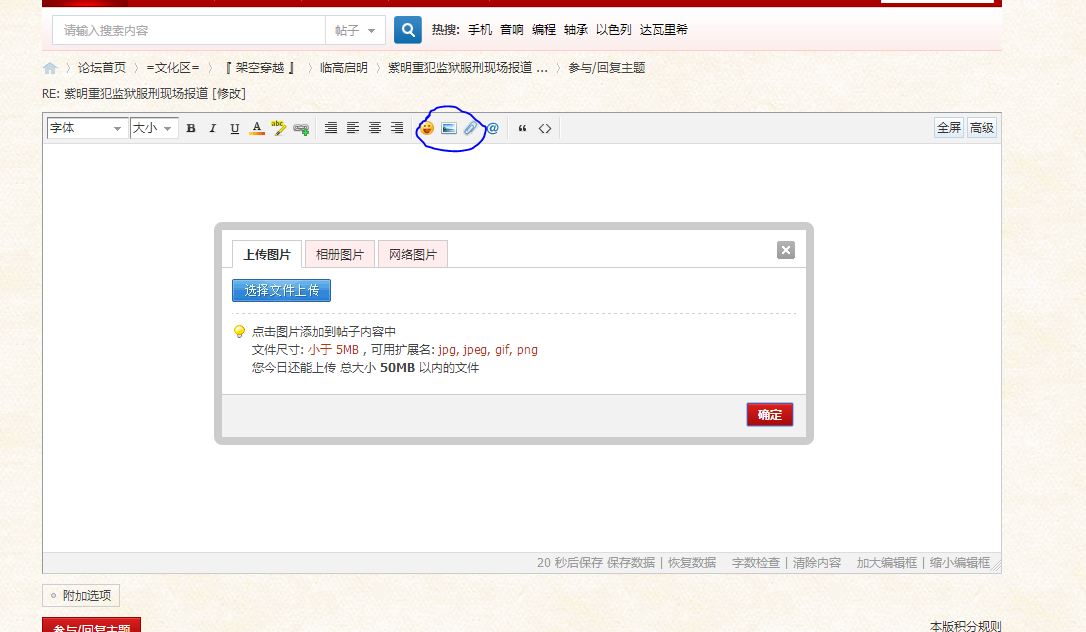 请输入搜索内容 帖子 热搜: 手机 音响 编程 轴承 以色列 达瓦里希
论坛首页 〉 =文化区= 〉 『 架空穿越 』 〉 临高启明 〉 紫明重犯监狱服刑现场报道 ... 〉 参与/回复主题
RE: 紫明重犯监狱服刑现场报道 [修改]
字体 大小 B I U A abc @ “ <> 全屏 高级
上传图片 相册图片 网络图片
选择文件上传
点击图片添加到帖子内容中
文件尺寸: 小于 5MB , 可用扩展名: jpg, jpeg, gif, png
您今日还能上传 总大小 50MB 以内的文件
确定
20 秒后保存 保存数据 | 恢复数据 字数检查 | 清除内容 加大编辑框 | 缩小编辑框
附加选项
参与/回复主题 本版积分规则